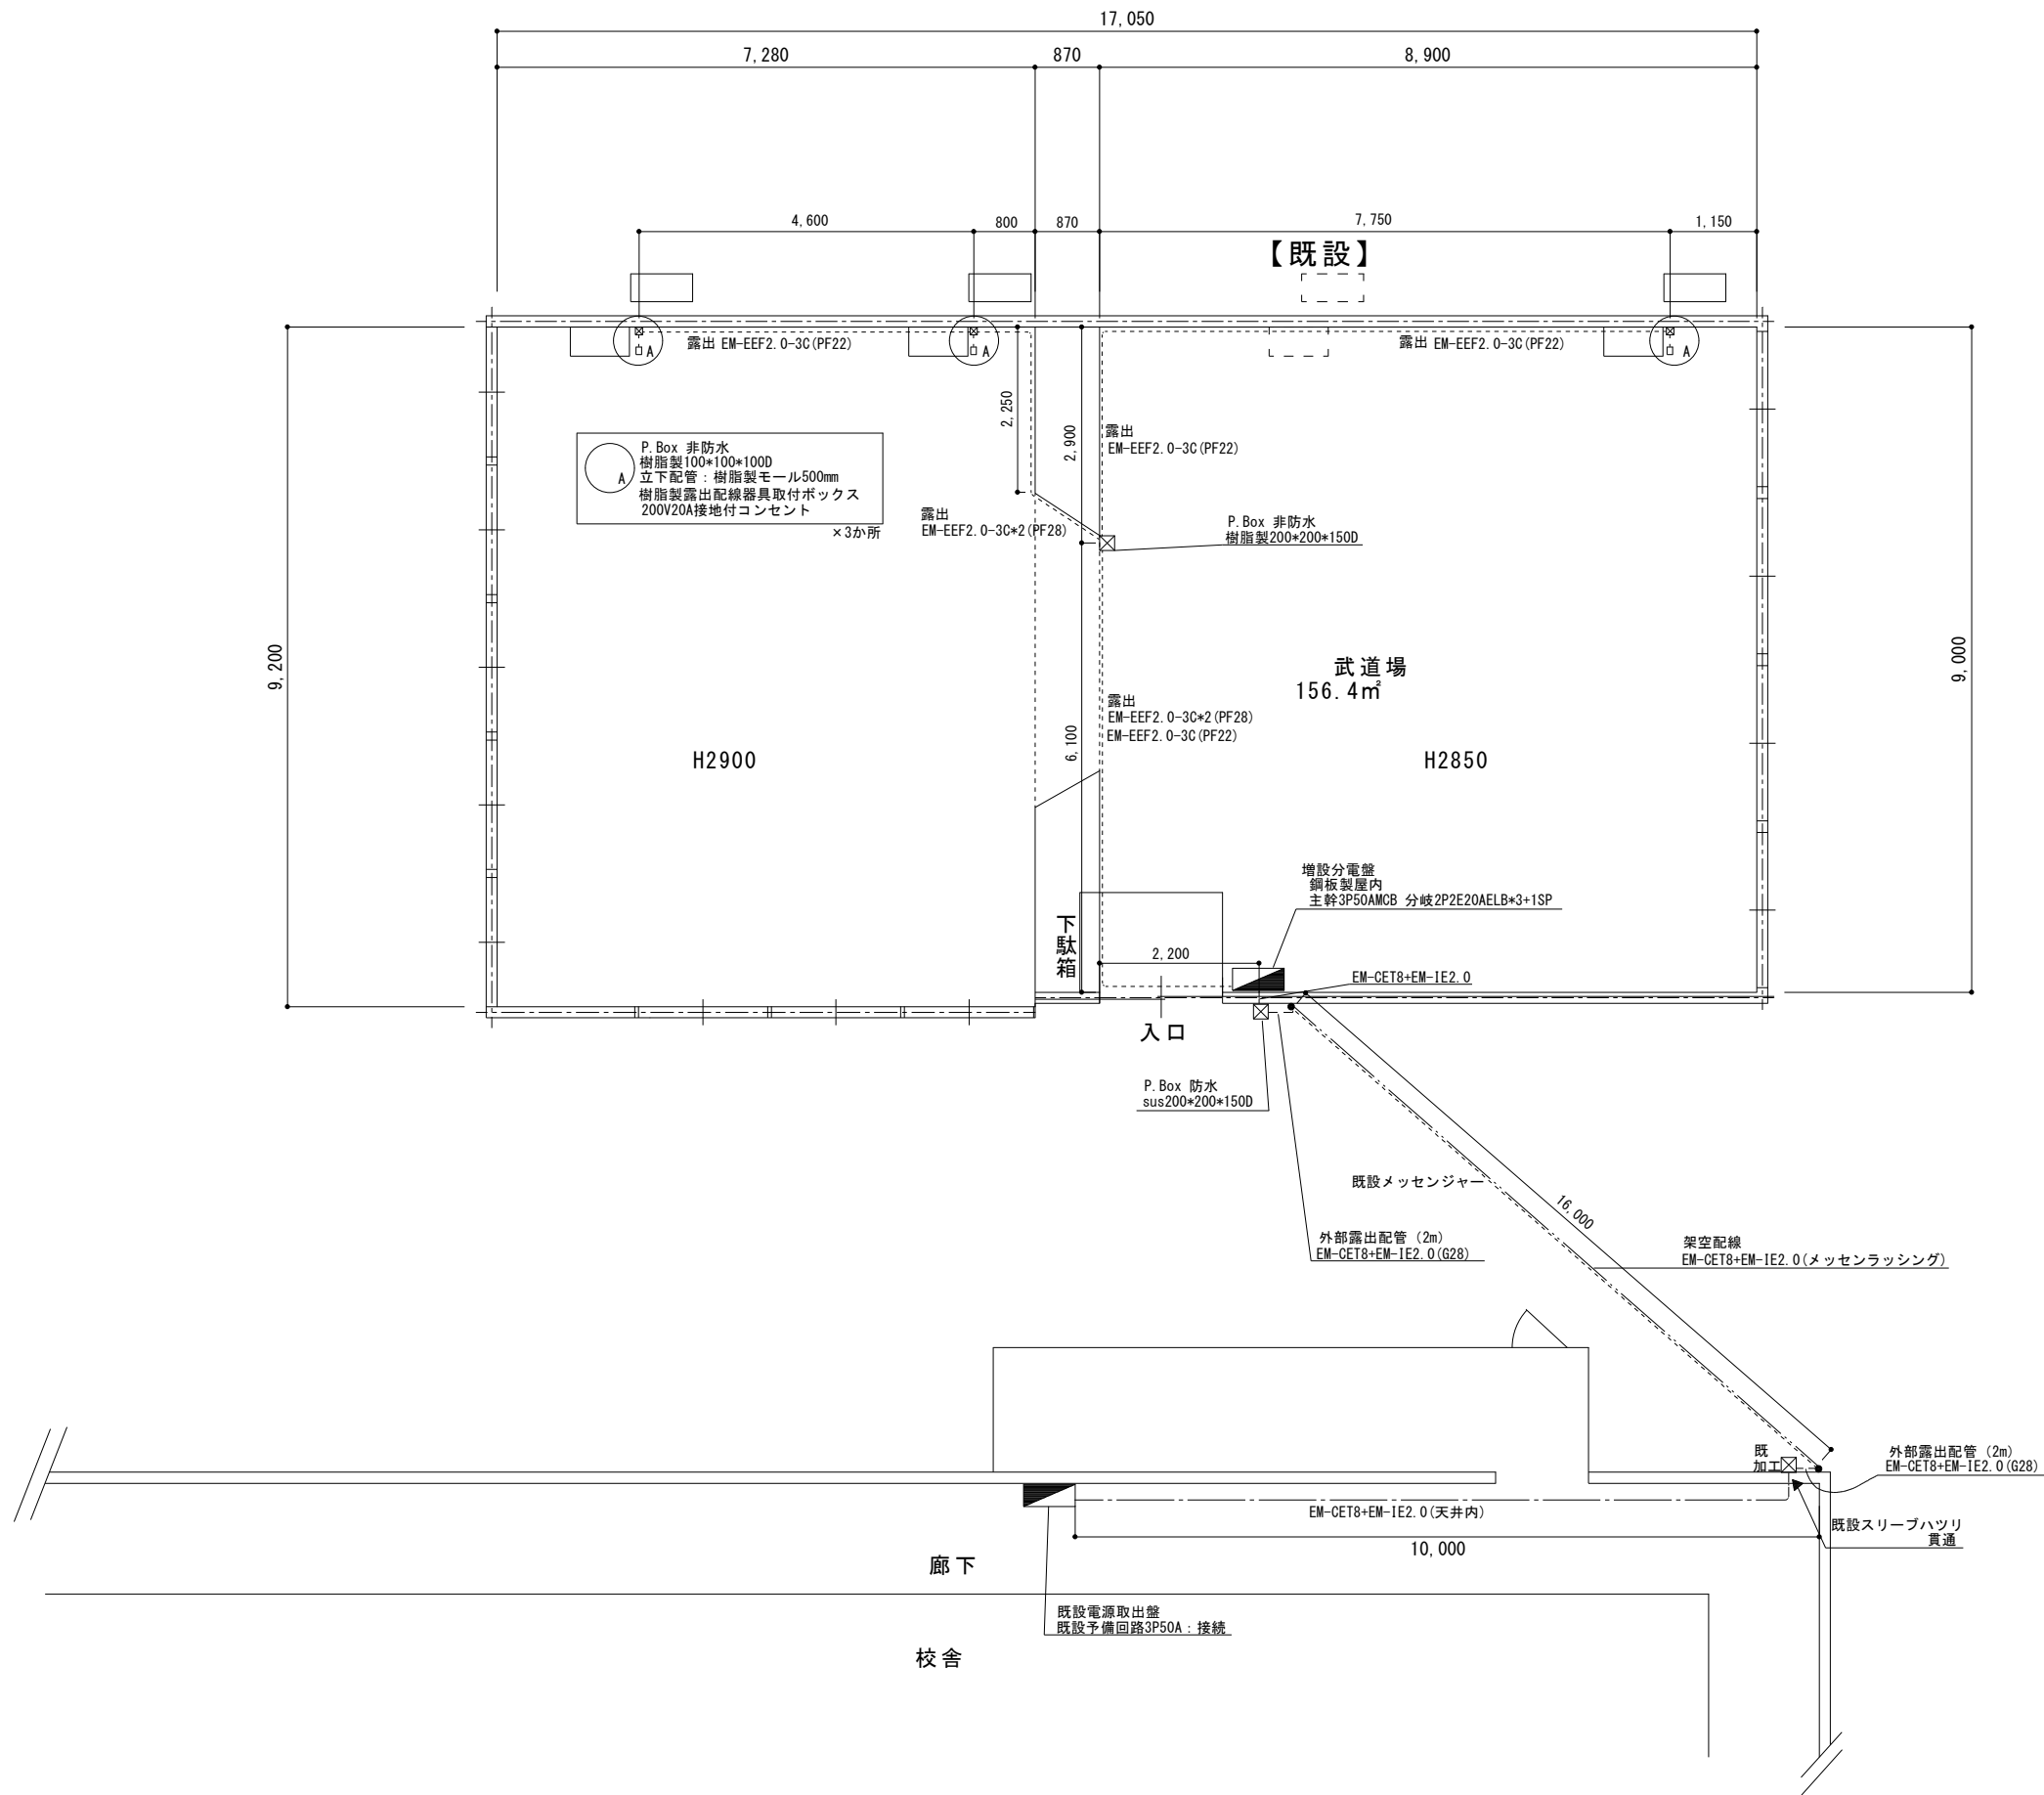 17,050
7,280
870
8,900
4,600
800
870
7,750
1,150
【既設】
露出 EM-EEF2.0-3C(PF22)
A
A
露出 EM-EEF2.0-3C(PF22)
A
2,250
2,900
露出
EM-EEF2.0-3C(PF22)
P.Box 非防水
樹脂製100*100*100D
立下配管：樹脂製モール500mm
樹脂製露出配線器具取付ボックス
200V20A接地付コンセント
A
×3か所
露出
EM-EEF2.0-3C*2(PF28)
P.Box 非防水
樹脂製200*200*150D
9,200
9,000
武道場
156.4㎡
露出
EM-EEF2.0-3C*2(PF28)
EM-EEF2.0-3C(PF22)
6,100
H2900
H2850
増設分電盤
鋼板製屋内
主幹3P50AMCB 分岐2P2E20AELB*3+1SP
下駄箱
2,200
EM-CET8+EM-IE2.0
入口
P.Box 防水
sus200*200*150D
既設メッセンジャー
16,000
外部露出配管（2m）
EM-CET8+EM-IE2.0(G28)
架空配線
EM-CET8+EM-IE2.0(メッセンラッシング)
既
加工
外部露出配管（2m）
EM-CET8+EM-IE2.0(G28)
EM-CET8+EM-IE2.0(天井内)
既設スリーブハツリ
貫通
10,000
廊下
既設電源取出盤
既設予備回路3P50A：接続
校舎